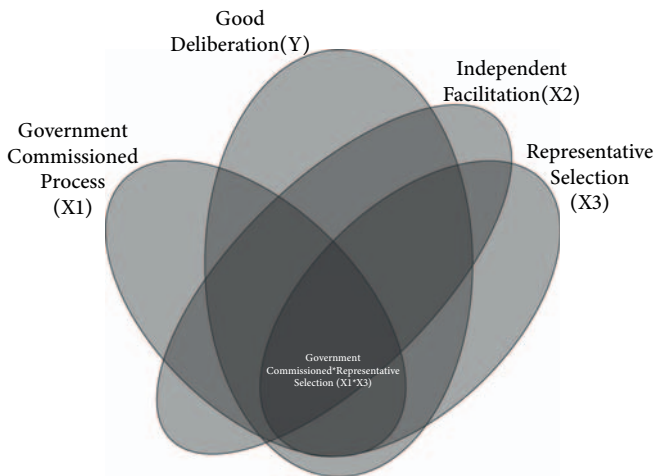 Good
Deliberation(Y)
Independent
Facilitation(X2)
Government
Commissioned
Process
(X1)
Representative
Selection
(X3)
Government
Commissioned*Representative
Selection (X1*X3)